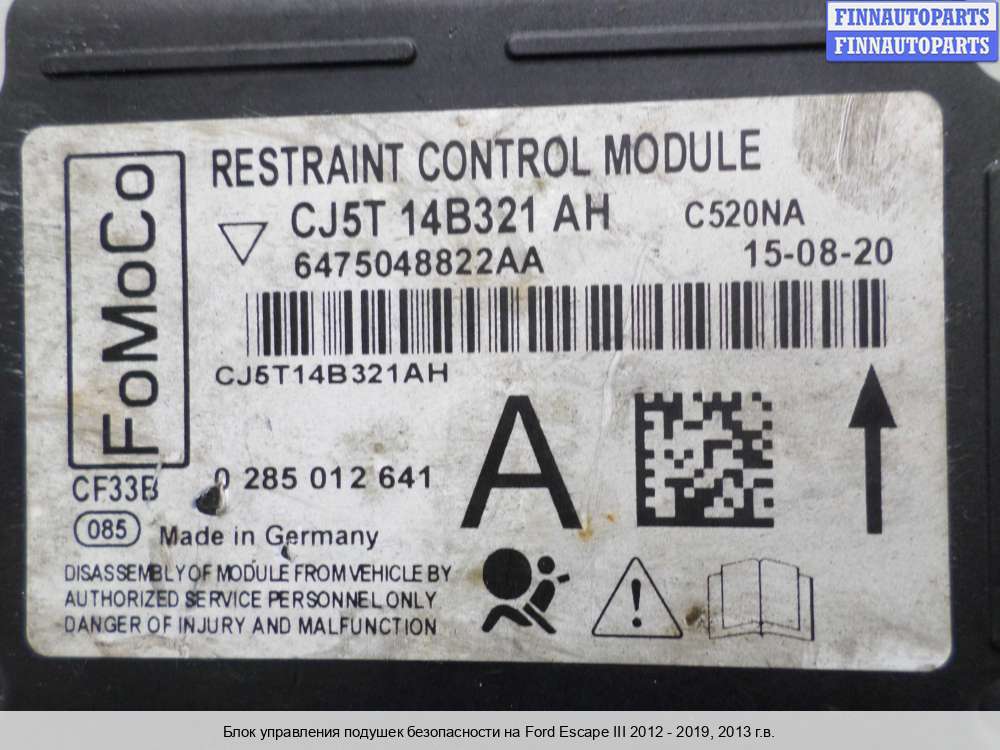 FINNAUTOPARTS
FINNAUTOPARTS
FoMoCo
RESTRAINT CONTROL MODULE
CJ5T 14B321 AH C520NA
6475048822AA 15-08-20
CJ5T14B321AH
A
CF33B 0 285 012 641
085 Made in Germany
DISASSEMBLY OF MODULE FROM VEHICLE BY
AUTHORIZED SERVICE PERSONNEL ONLY
DANGER OF INJURY AND MALFUNCTION
Блок управления подушек безопасности на Ford Escape III 2012 - 2019, 2013 г.в.